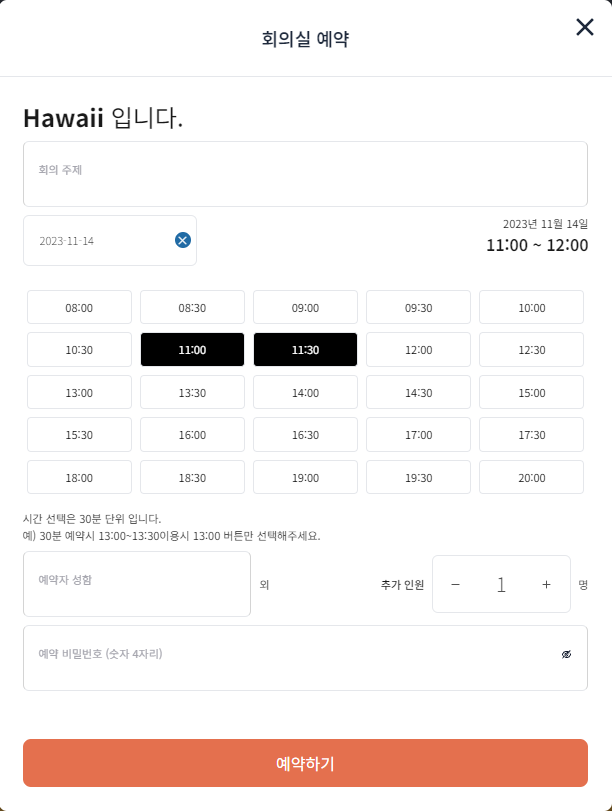 회의실 예약
Hawaii 입니다.
회의 주제
2023-11-14
2023년 11월 14일
11:00 ~ 12:00
08:00 08:30 09:00 09:30 10:00
10:30 11:00 11:30 12:00 12:30
13:00 13:30 14:00 14:30 15:00
15:30 16:00 16:30 17:00 17:30
18:00 18:30 19:00 19:30 20:00
시간 선택은 30분 단위 입니다.
예) 30분 예약시 13:00~13:30이용시 13:00 버튼만 선택해주세요.
예약자 성함 외 추가 인원 − 1 + 명
예약 비밀번호 (숫자 4자리)
예약하기